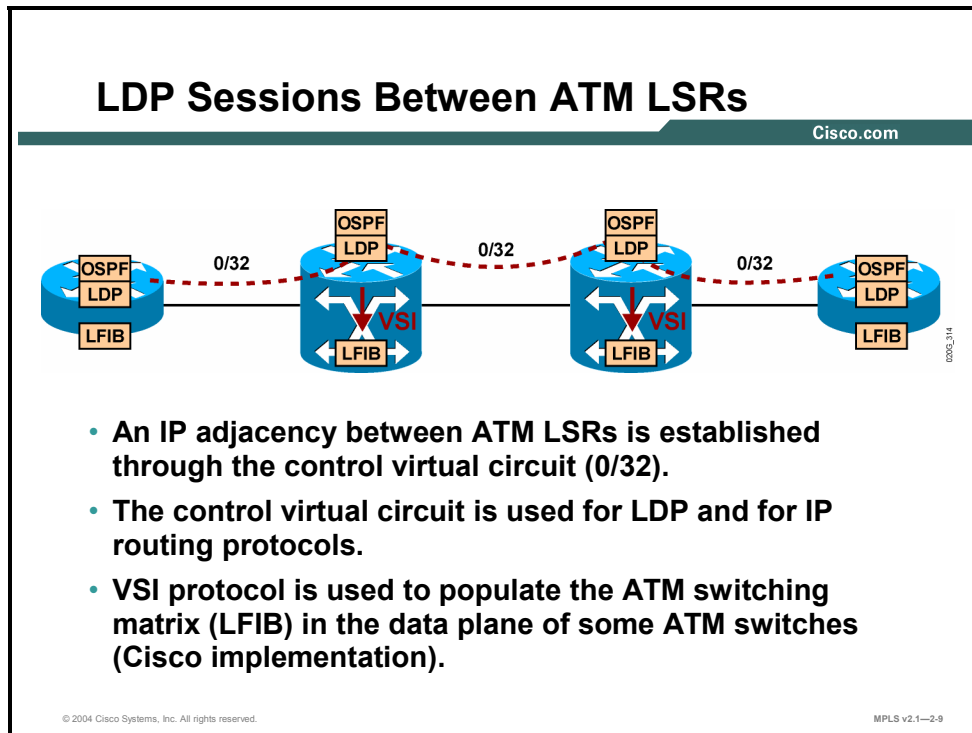 LDP Sessions Between ATM LSRs
Cisco.com
OSPF
LDP
OSPF
LDP
0/32
0/32
0/32
OSPF
LDP
OSPF
LDP
VSI
VSI
LFIB
LFIB
LFIB
LFIB
020G_314
• An IP adjacency between ATM LSRs is established
through the control virtual circuit (0/32).
• The control virtual circuit is used for LDP and for IP
routing protocols.
• VSI protocol is used to populate the ATM switching
matrix (LFIB) in the data plane of some ATM switches
(Cisco implementation).
© 2004 Cisco Systems, Inc. All rights reserved.
MPLS v2.1—2-9